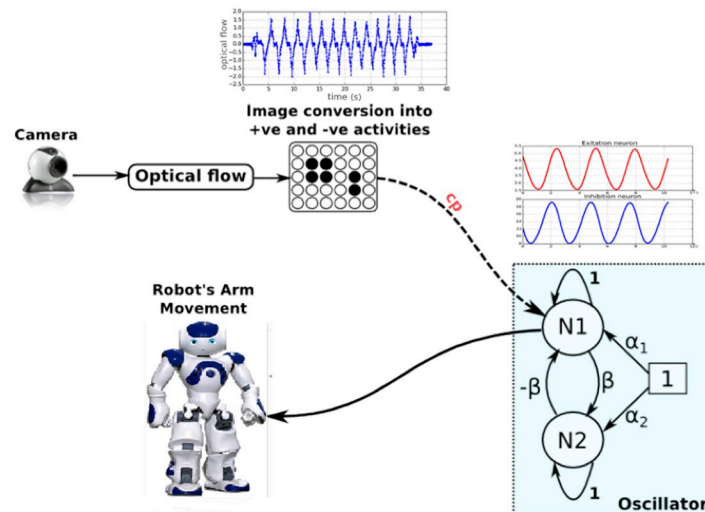 2.0
1.5
1.0
0.5
0.0
-0.5
-1.0
-1.5
-2.0
-2.5
optical flow
0 5 10 15 20 25 30 35 40
time (s)
Image conversion into
+ve and -ve activities
Camera
Optical flow
cp
Exitation neuron
Inhibition neuron
Robot's Arm
Movement
1
N1
α1
-β
β
1
α2
N2
1
Oscillator